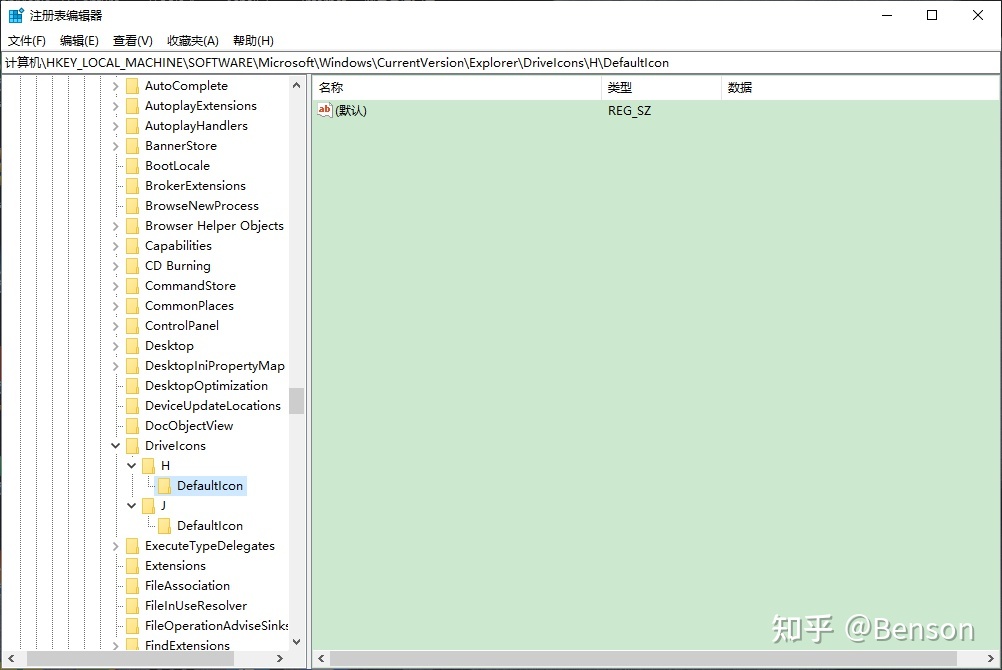 注册表编辑器
文件(F) 编辑(E) 查看(V) 收藏夹(A) 帮助(H)
计算机\HKEY_LOCAL_MACHINE\SOFTWARE\Microsoft\Windows\CurrentVersion\Explorer\DriveIcons\H\DefaultIcon
AutoComplete
AutoplayExtensions
AutoplayHandlers
BannerStore
BootLocale
BrokerExtensions
BrowseNewProcess
Browser Helper Objects
Capabilities
CD Burning
CommandStore
CommonPlaces
ControlPanel
Desktop
DesktopIniPropertyMap
DesktopOptimization
DeviceUpdateLocations
DocObjectView
DriveIcons
H
DefaultIcon
J
DefaultIcon
ExecuteTypeDelegates
Extensions
FileAssociation
FileInUseResolver
FileOperationAdviseSinks
FindExtensions
名称 类型 数据
ab (默认) REG_SZ
知乎 @Benson